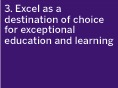 3. Excel as a
destination of choice
for exceptional
education and learning